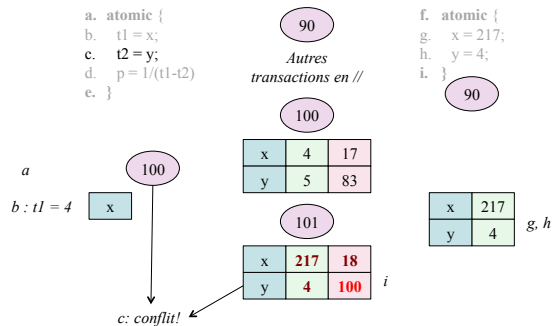 a. atomic {
b. t1 = x;
c. t2 = y;
d. p = 1/(t1-t2)
e. }
90
Autres
transactions en //
f. atomic {
g. x = 217;
h. y = 4;
i. }
90
100
x 4 17
y 5 83
a
100
b : t1 = 4 x
101
x 217 18
y 4 100
i
x 217
y 4
g, h
c: conflit!